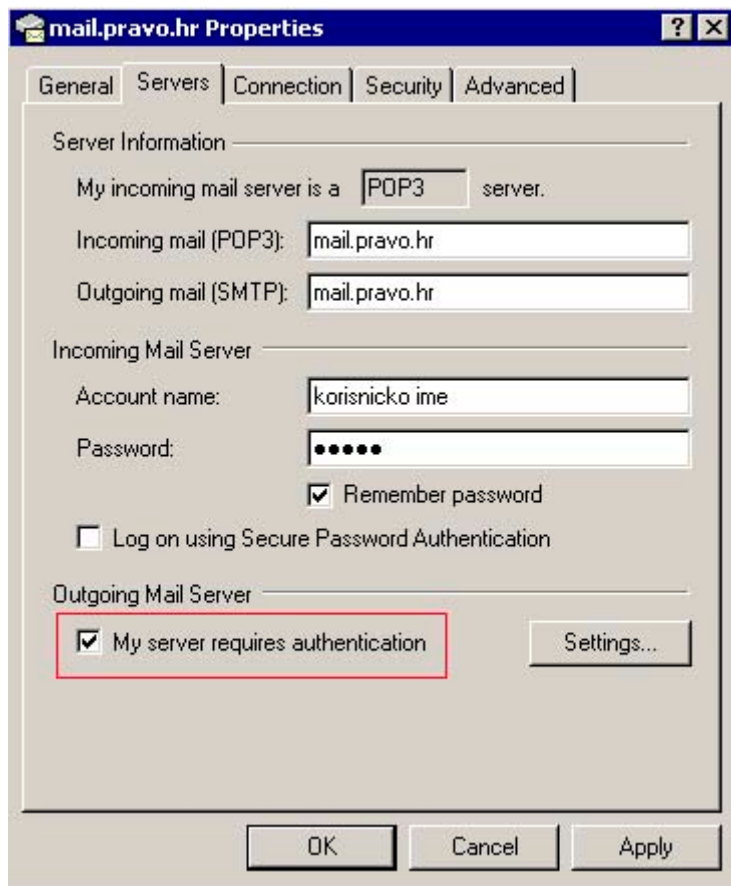 mail.pravo.hr Properties
General Servers Connection Security Advanced
Server Information
My incoming mail server is a POP3 server.
Incoming mail (POP3): mail.pravo.hr
Outgoing mail (SMTP): mail.pravo.hr
Incoming Mail Server
Account name: korisnicko ime
Password: •••••
Remember password
Log on using Secure Password Authentication
Outgoing Mail Server
My server requires authentication Settings...
OK Cancel Apply